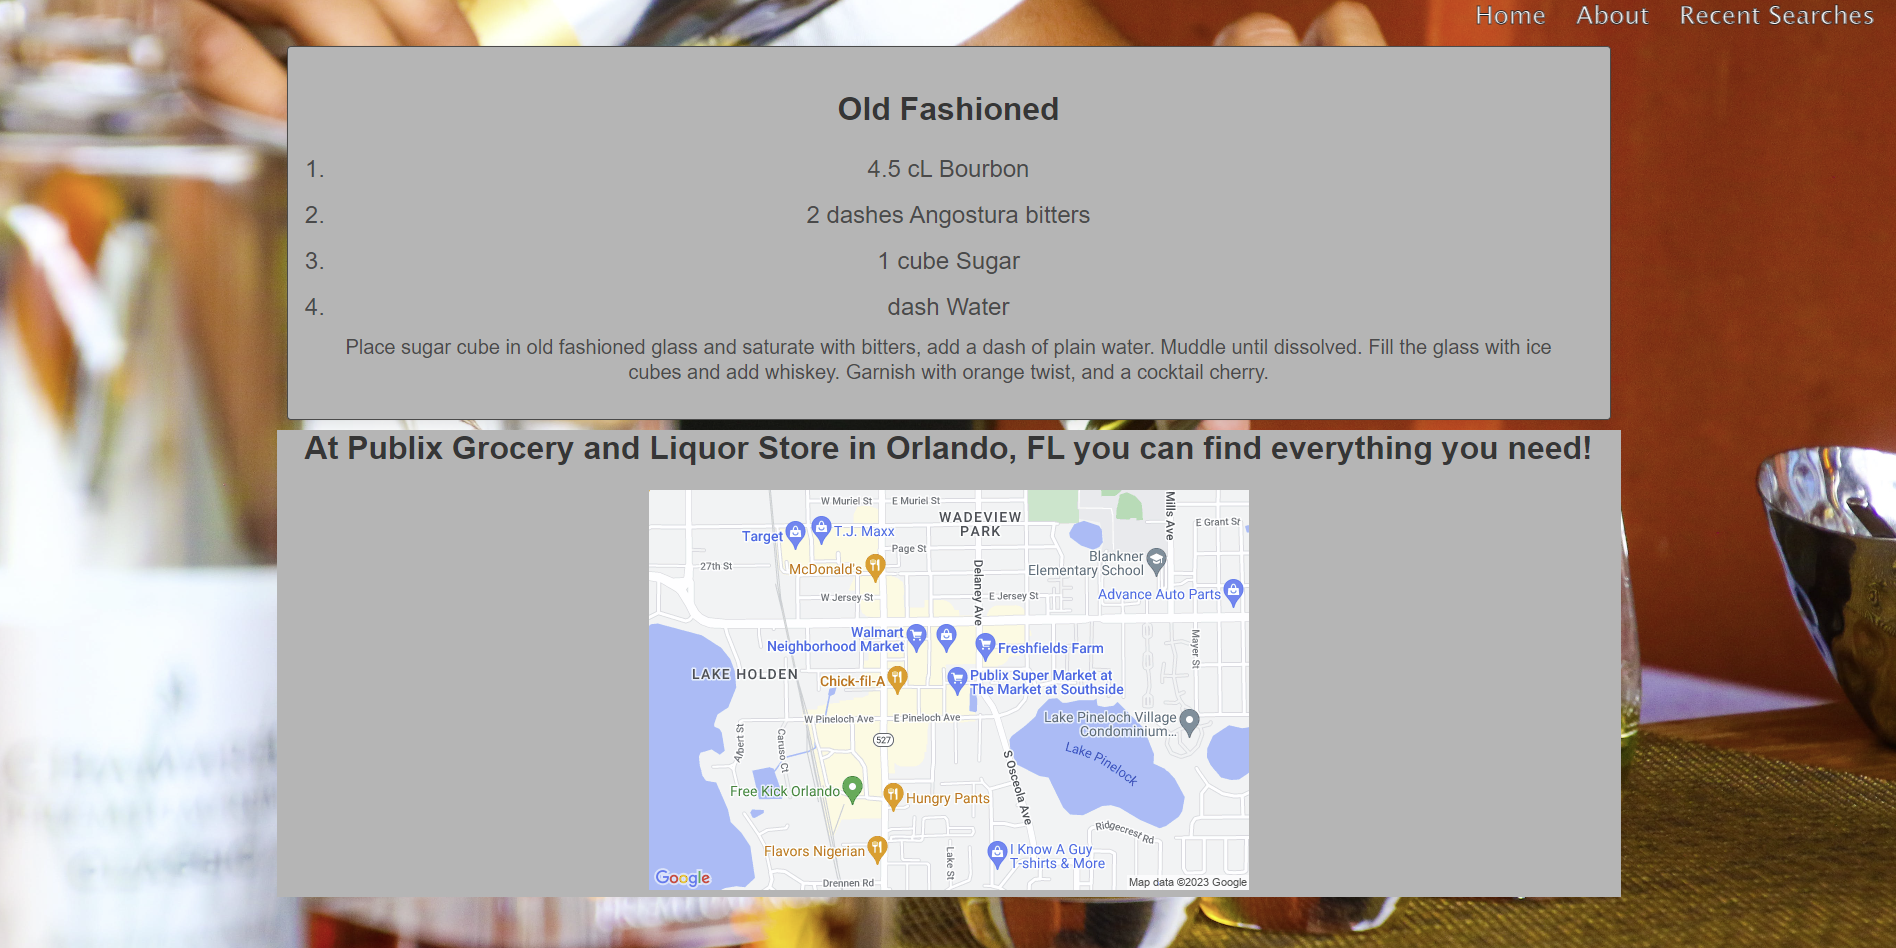 Home About Recent Searches
Old Fashioned
1. 4.5 cL Bourbon
2. 2 dashes Angostura bitters
3. 1 cube Sugar
4. dash Water
Place sugar cube in old fashioned glass and saturate with bitters, add a dash of plain water. Muddle until dissolved. Fill the glass with ice
cubes and add whiskey. Garnish with orange twist, and a cocktail cherry.
At Publix Grocery and Liquor Store in Orlando, FL you can find everything you need!
W Muriel St E Muriel St
Mills Ave
WADEVIEW
PARK
E Grant St
Target
T.J. Maxx
Page St
Blankner
Elementary School
27th St
McDonald's
Delaney Ave
W Jersey St
E Jersey St
Advance Auto Parts
Walmart
Neighborhood Market
Freshfields Farm
Mayer St
LAKE HOLDEN
Chick-fil-A
Publix Super Market at
The Market at Southside
W Pineloch Ave
E Pineloch Ave
Lake Pineloch Village
Condominium...
Albert St
Caruso Ct
527
S Osceola Ave
Lake Pinelock
Free Kick Orlando
Hungry Pants
Ridgecrest Rd
Flavors Nigerian
Lake St
I Know A Guy
T-shirts & More
Google
Drennen Rd
Map data ©2023 Google